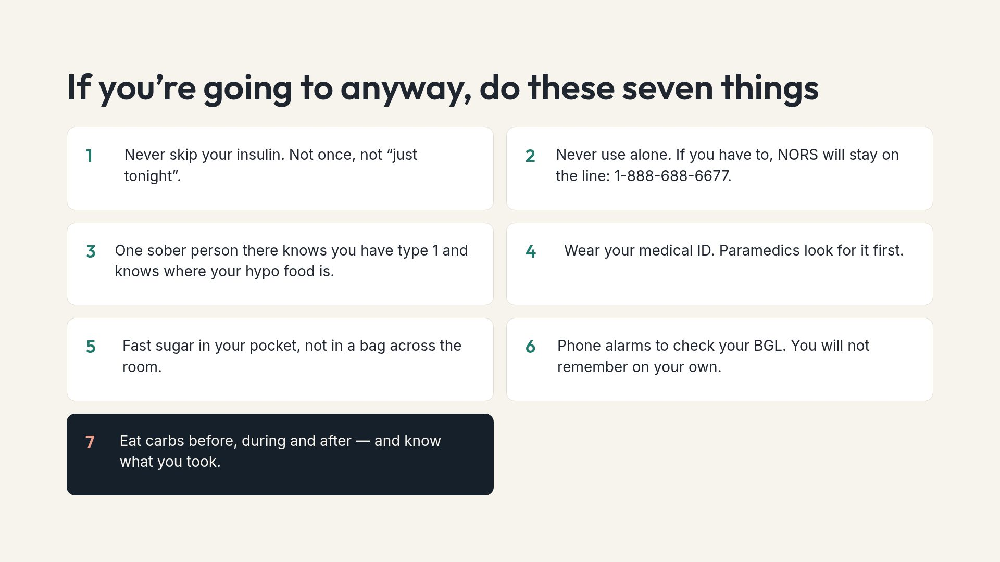 If you’re going to anyway, do these seven things
1 Never skip your insulin. Not once, not “just
tonight”.
2 Never use alone. If you have to, NORS will stay on
the line: 1-888-688-6677.
3 One sober person there knows you have type 1 and
knows where your hypo food is.
4 Wear your medical ID. Paramedics look for it first.
5 Fast sugar in your pocket, not in a bag across the
room.
6 Phone alarms to check your BGL. You will not
remember on your own.
7 Eat carbs before, during and after — and know
what you took.